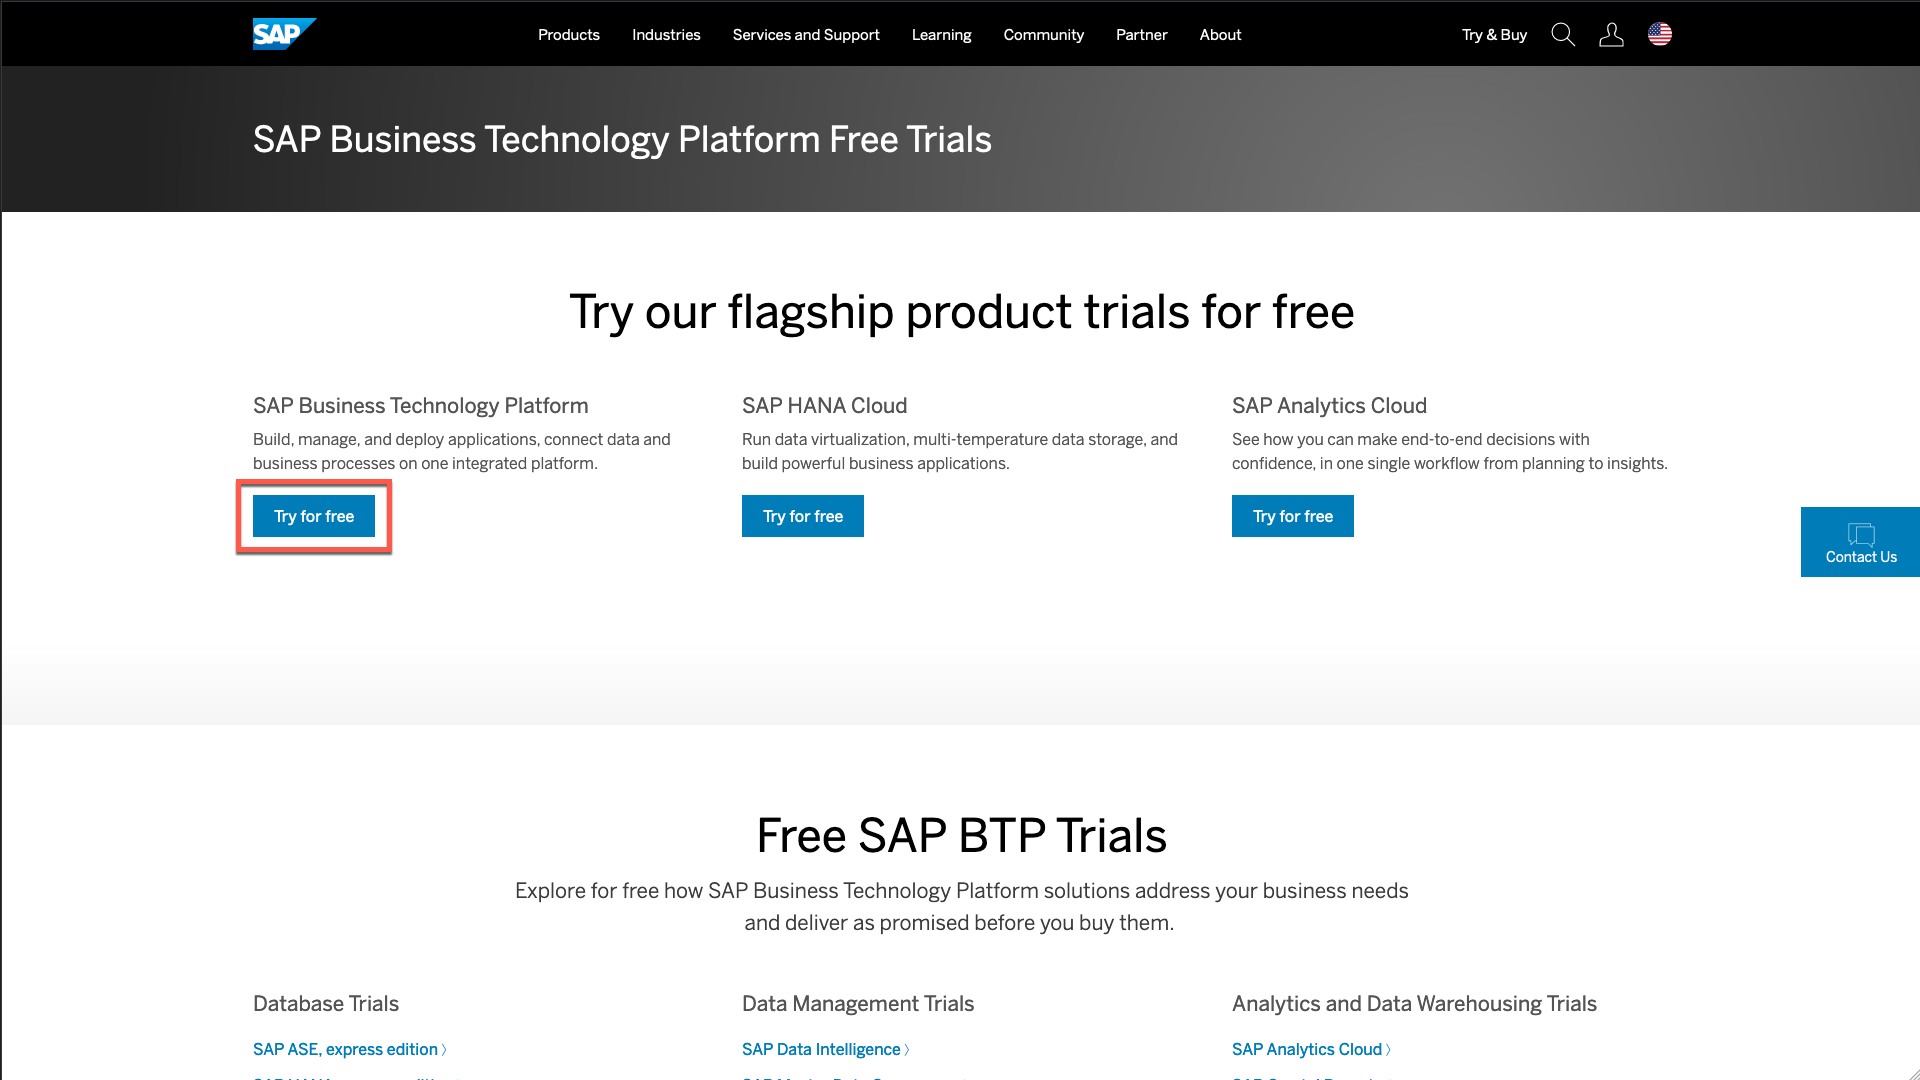 SAP
Products Industries Services and Support Learning Community Partner About Try & Buy
SAP Business Technology Platform Free Trials
Try our flagship product trials for free
SAP Business Technology Platform
Build, manage, and deploy applications, connect data and
business processes on one integrated platform.
Try for free
SAP HANA Cloud
Run data virtualization, multi-temperature data storage, and
build powerful business applications.
Try for free
SAP Analytics Cloud
See how you can make end-to-end decisions with
confidence, in one single workflow from planning to insights.
Try for free
Contact Us
Free SAP BTP Trials
Explore for free how SAP Business Technology Platform solutions address your business needs
and deliver as promised before you buy them.
Database Trials
SAP ASE, express edition
Data Management Trials
SAP Data Intelligence
Analytics and Data Warehousing Trials
SAP Analytics Cloud